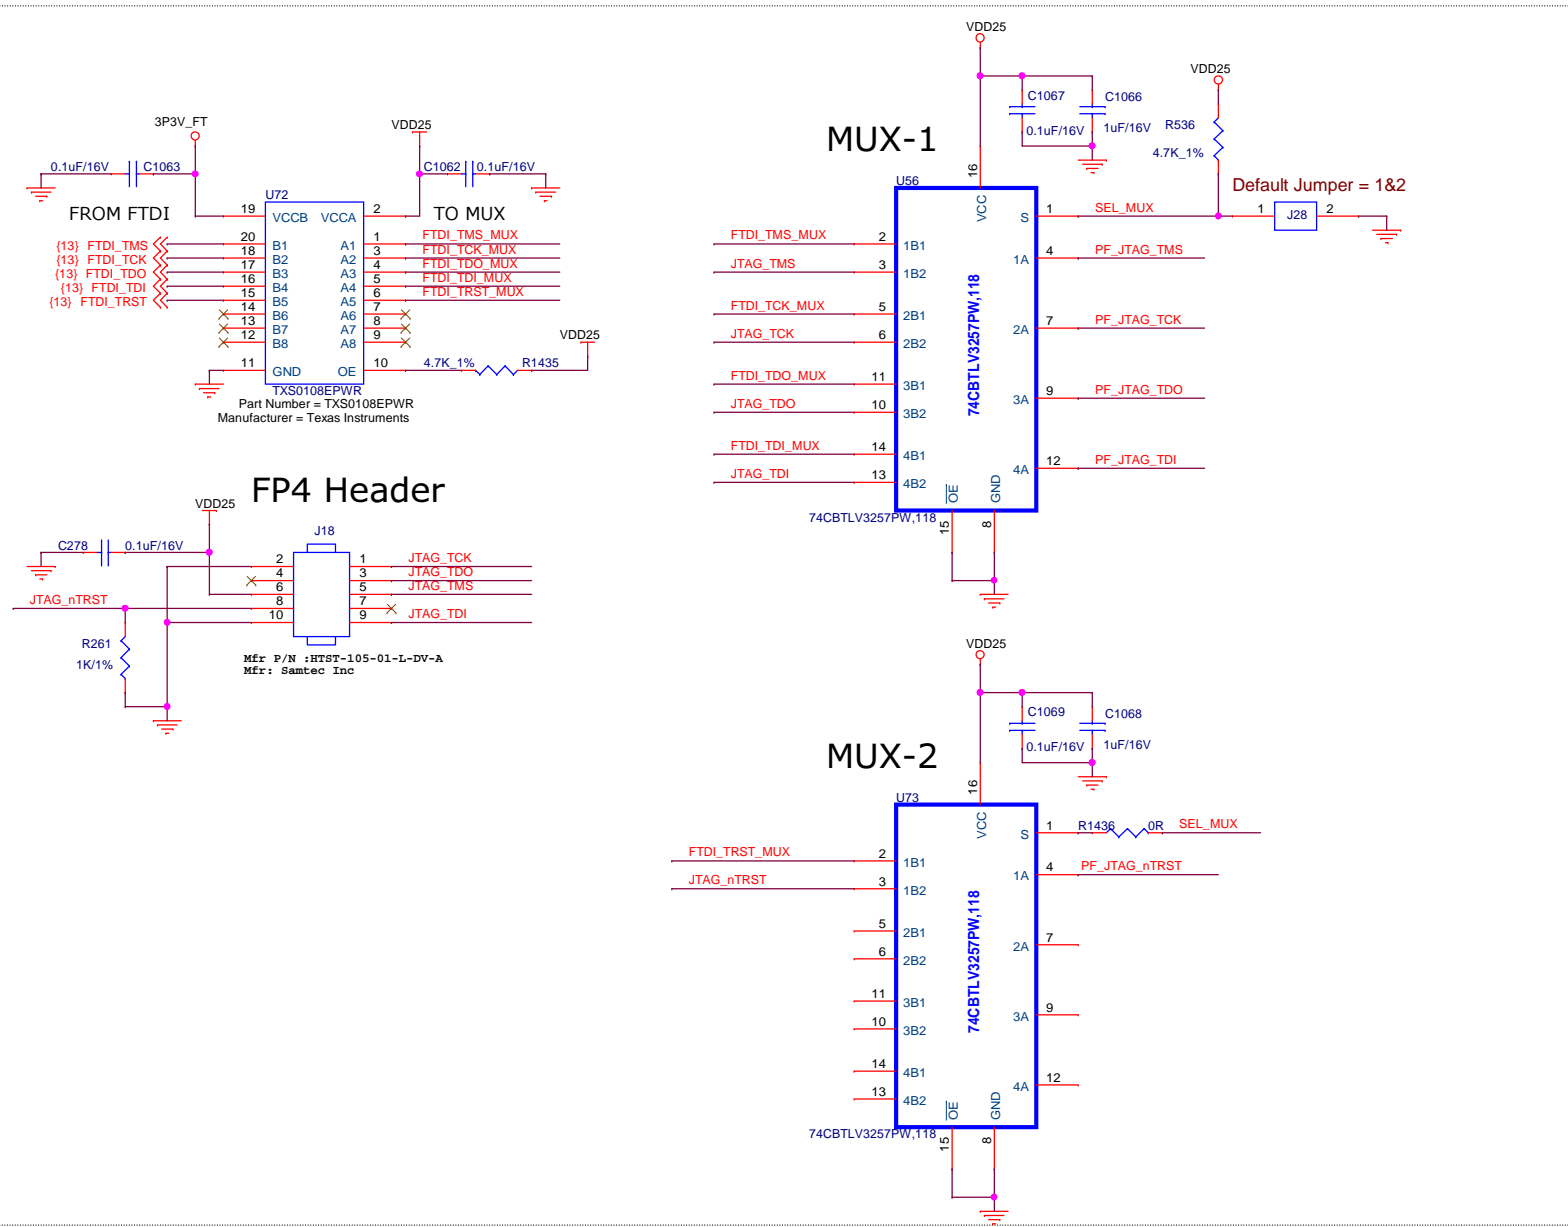 3P3V_FT
VDD25
0.1uF/16V C1063
C1062 0.1uF/16V
U72
FROM FTDI
TO MUX
19 VCCB VCCA 2
{13} FTDI_TMS 20 B1 A1 1 FTDI_TMS_MUX
{13} FTDI_TCK 18 B2 A2 3 FTDI_TCK_MUX
{13} FTDI_TDO 17 B3 A3 4 FTDI_TDO_MUX
{13} FTDI_TDI 16 B4 A4 5 FTDI_TDI_MUX
{13} FTDI_TRST 15 B5 A5 6 FTDI_TRST_MUX
14 B6 A6 7
13 B7 A7 8
12 B8 A8 9
VDD25
11 GND OE 10 4.7K_1% R1435
TXS0108EPWR
Part Number = TXS0108EPWR
Manufacturer = Texas Instruments
FP4 Header
VDD25
J18
C278 0.1uF/16V
2 1 JTAG_TCK
4 3 JTAG_TDO
6 5 JTAG_TMS
JTAG_nTRST 8 7
10 9 JTAG_TDI
R261
1K/1%
Mfr P/N :HTST-105-01-L-DV-A
Mfr: Samtec Inc
VDD25
VDD25
C1067 C1066
0.1uF/16V 1uF/16V
R536
4.7K_1%
MUX-1
Default Jumper = 1&2
U56
16
VCC
S 1 SEL_MUX 1 J28 2
FTDI_TMS_MUX 2 1B1
1A 4 PF_JTAG_TMS
JTAG_TMS 3 1B2
FTDI_TCK_MUX 5 2B1
2A 7 PF_JTAG_TCK
JTAG_TCK 6 2B2
74CBTLV3257PW,118
FTDI_TDO_MUX 11 3B1
3A 9 PF_JTAG_TDO
JTAG_TDO 10 3B2
FTDI_TDI_MUX 14 4B1
4A 12 PF_JTAG_TDI
JTAG_TDI 13 4B2
OE GND
74CBTLV3257PW,118
15 8
VDD25
C1069 C1068
0.1uF/16V 1uF/16V
MUX-2
U73
16
VCC
S 1 R1436 0R SEL_MUX
FTDI_TRST_MUX 2 1B1
1A 4 PF_JTAG_nTRST
JTAG_nTRST 3 1B2
5 2B1
2A 7
6 2B2
74CBTLV3257PW,118
11 3B1
3A 9
10 3B2
14 4B1
4A 12
13 4B2
OE GND
74CBTLV3257PW,118
15 8